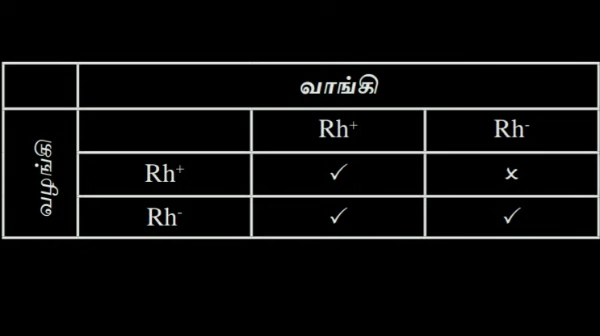 வாங்கி
Rh⁺ Rh⁻
வழங்கி
Rh⁺ ✓ ×
Rh⁻ ✓ ✓